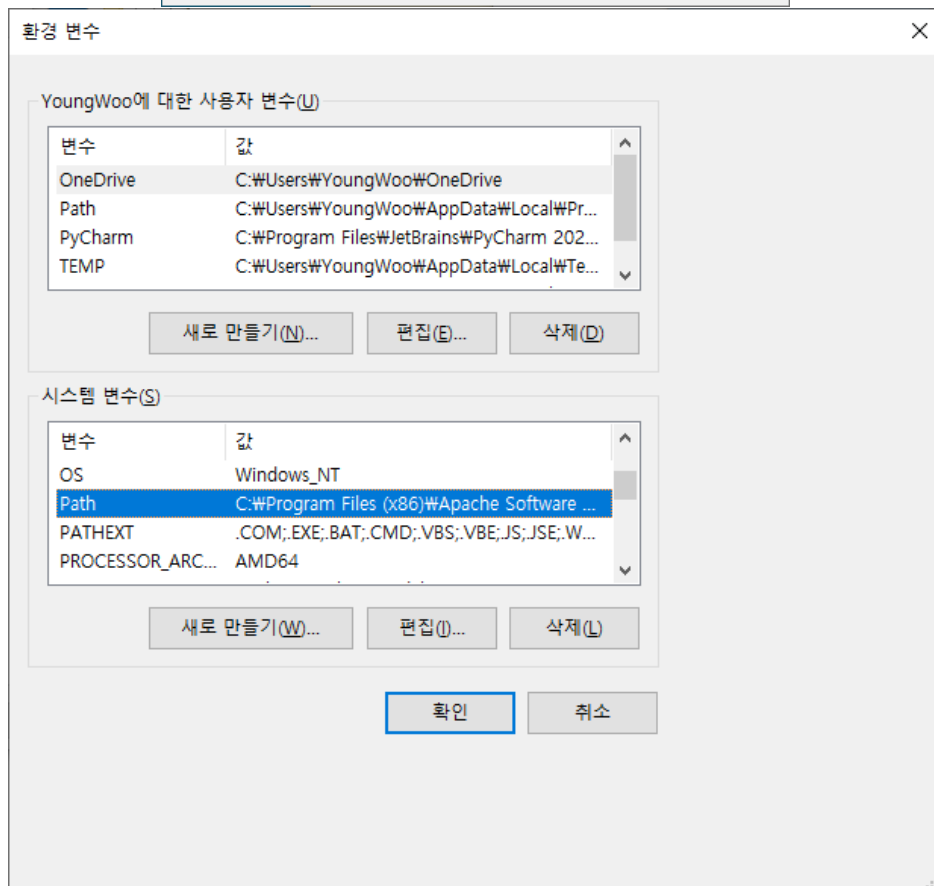 환경 변수
YoungWoo에 대한 사용자 변수(U)
변수 값
OneDrive C:₩Users₩YoungWoo₩OneDrive
Path C:₩Users₩YoungWoo₩AppData₩Local₩Pr...
PyCharm C:₩Program Files₩JetBrains₩PyCharm 202...
TEMP C:₩Users₩YoungWoo₩AppData₩Local₩Te...
새로 만들기(N)... 편집(E)... 삭제(D)
시스템 변수(S)
변수 값
OS Windows_NT
Path C:₩Program Files (x86)₩Apache Software ...
PATHEXT .COM;.EXE;.BAT;.CMD;.VBS;.VBE;.JS;.JSE;.W...
PROCESSOR_ARC... AMD64
새로 만들기(W)... 편집(I)... 삭제(L)
확인 취소